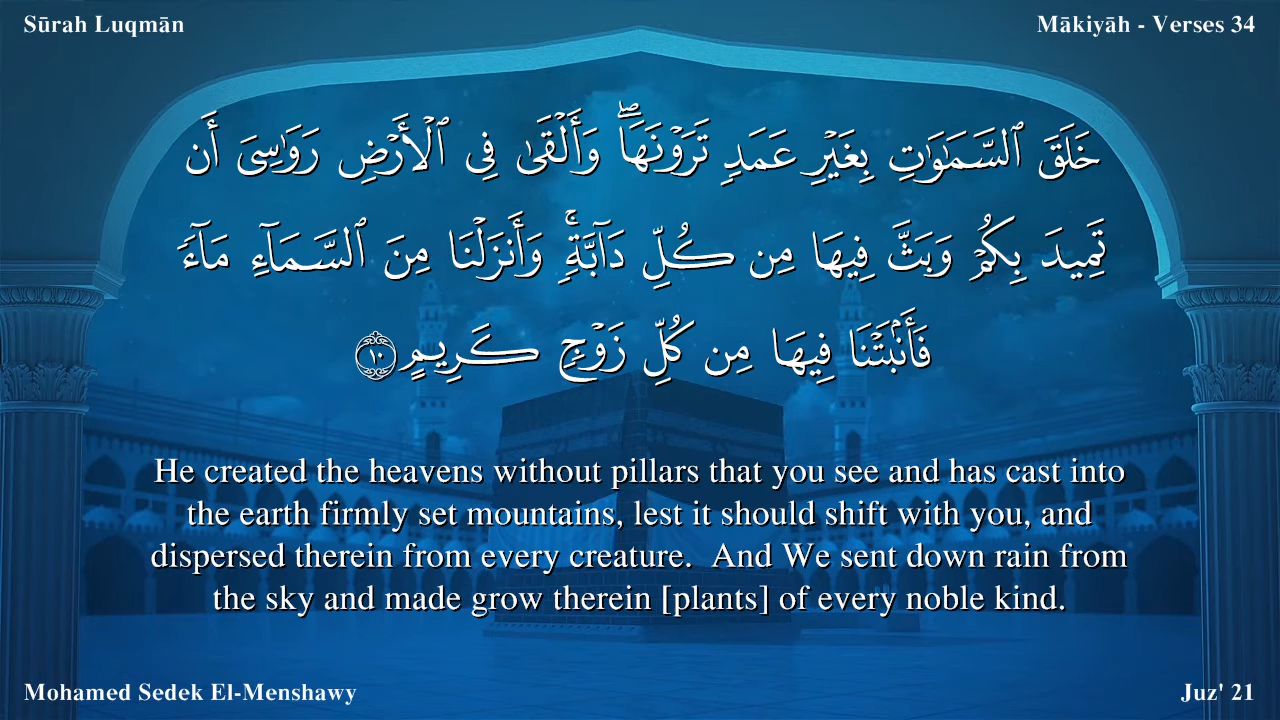 Sūrah Luqmān
Mākiyāh - Verses 34
خَلَقَ ٱلسَّمَـٰوَٰتِ بِغَيْرِ عَمَدٍ تَرَوْنَهَا ۖ وَأَلْقَىٰ فِى ٱلْأَرْضِ رَوَٰسِىَ أَن
تَمِيدَ بِكُمْ وَبَثَّ فِيهَا مِن كُلِّ دَآبَّةٍ ۚ وَأَنزَلْنَا مِنَ ٱلسَّمَآءِ مَآءً
فَأَنۢبَتْنَا فِيهَا مِن كُلِّ زَوْجٍ كَرِيمٍ ١٠
He created the heavens without pillars that you see and has cast into
the earth firmly set mountains, lest it should shift with you, and
dispersed therein from every creature.  And We sent down rain from
the sky and made grow therein [plants] of every noble kind.
Mohamed Sedek El-Menshawy
Juz' 21